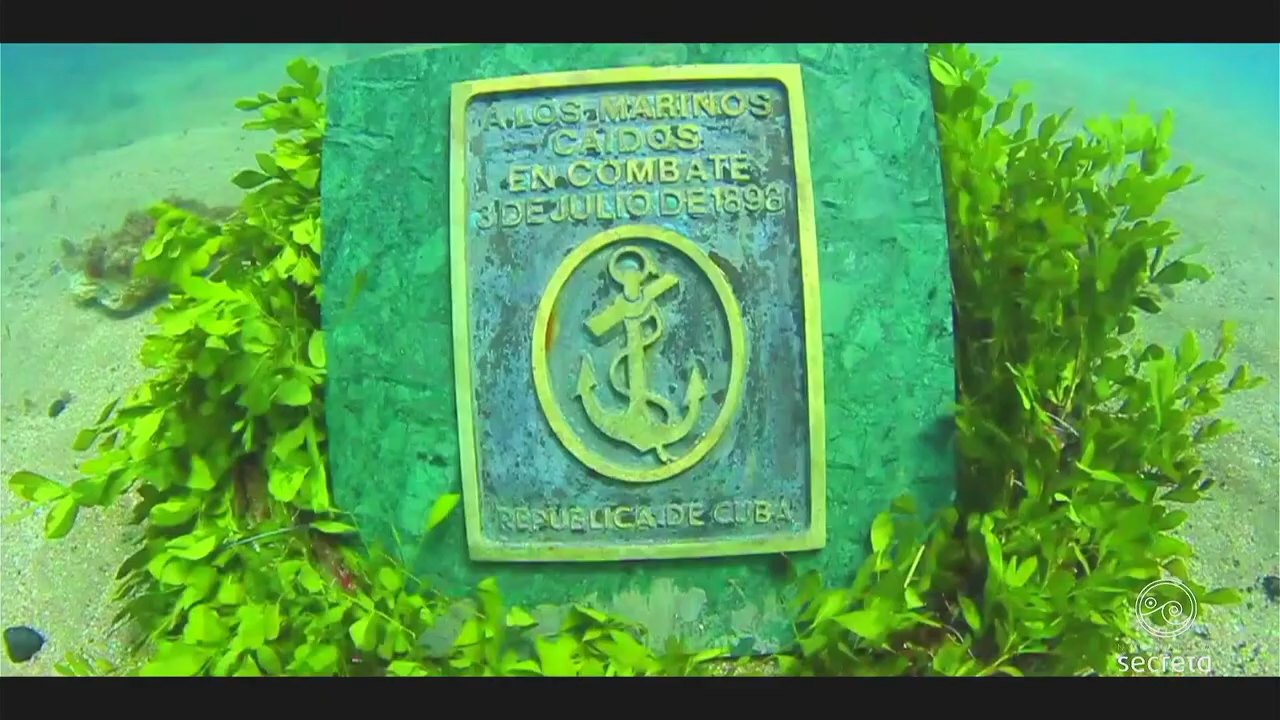 A LOS MARINOS
CAIDOS
EN COMBATE
3 DE JULIO DE 1898
REPUBLICA DE CUBA
secreta